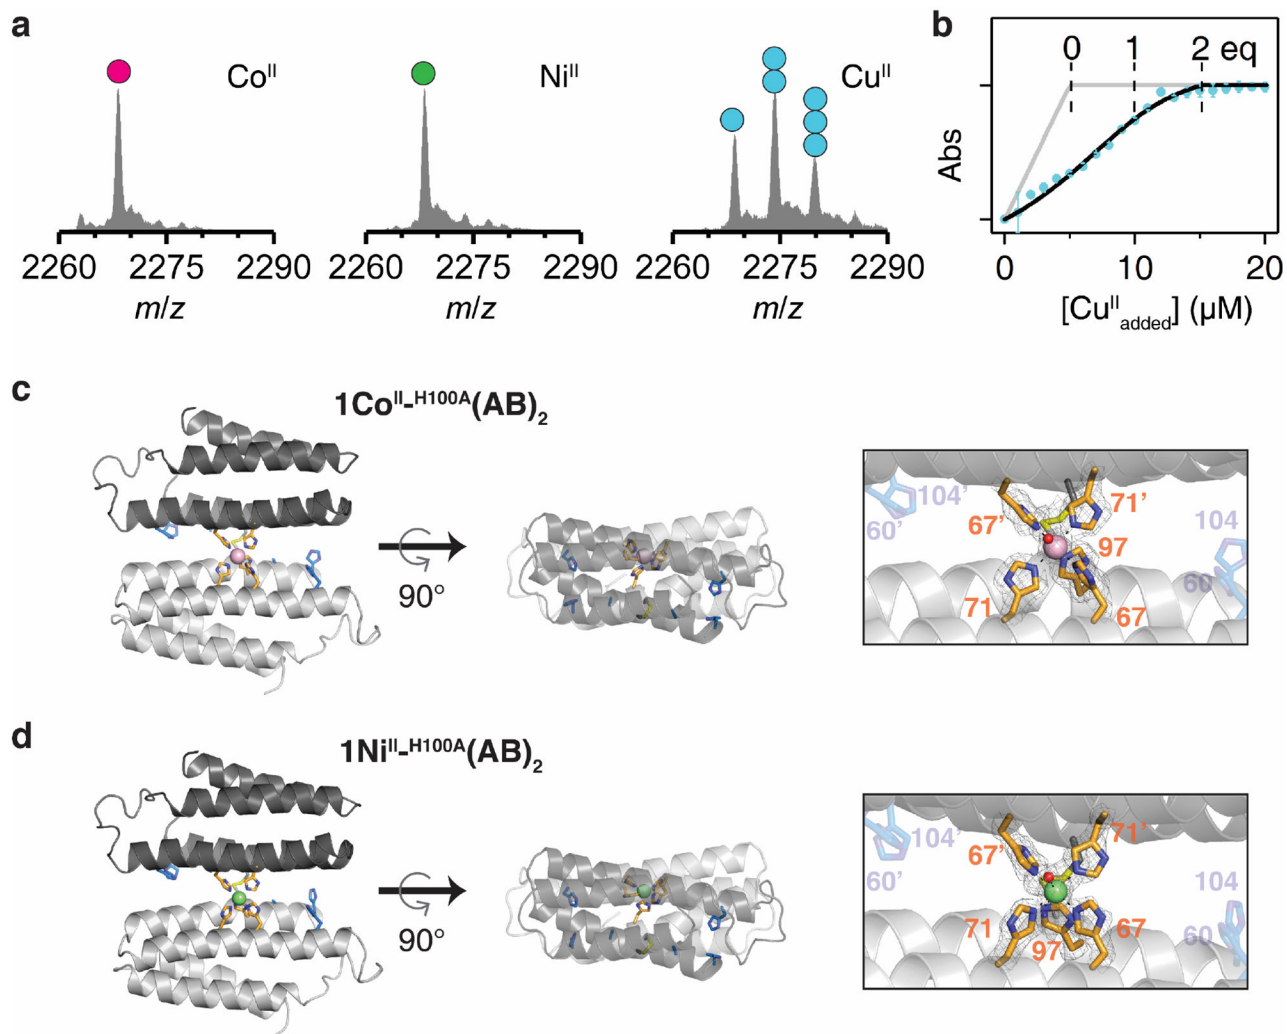 a
Co^II
Ni^II
Cu^II
2260 2275 2290
m/z
2260 2275 2290
m/z
2260 2275 2290
m/z
b
0 1 2 eq
Abs
0 10 20
[Cu^II_added] (µM)
c
1Co^II-H100A(AB)_2
90°
104'
60'
67'
71'
97
71
67
104
60
d
1Ni^II-H100A(AB)_2
90°
104'
60'
67'
71'
71
97
67
104
60